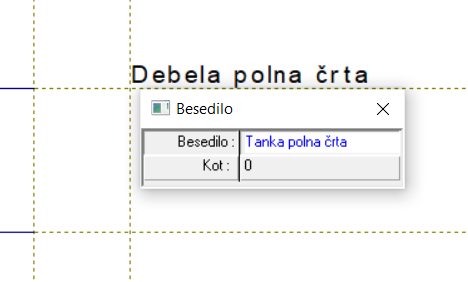 Debela polna črta
Besedilo
Besedilo : Tanka polna črta
Kot : 0